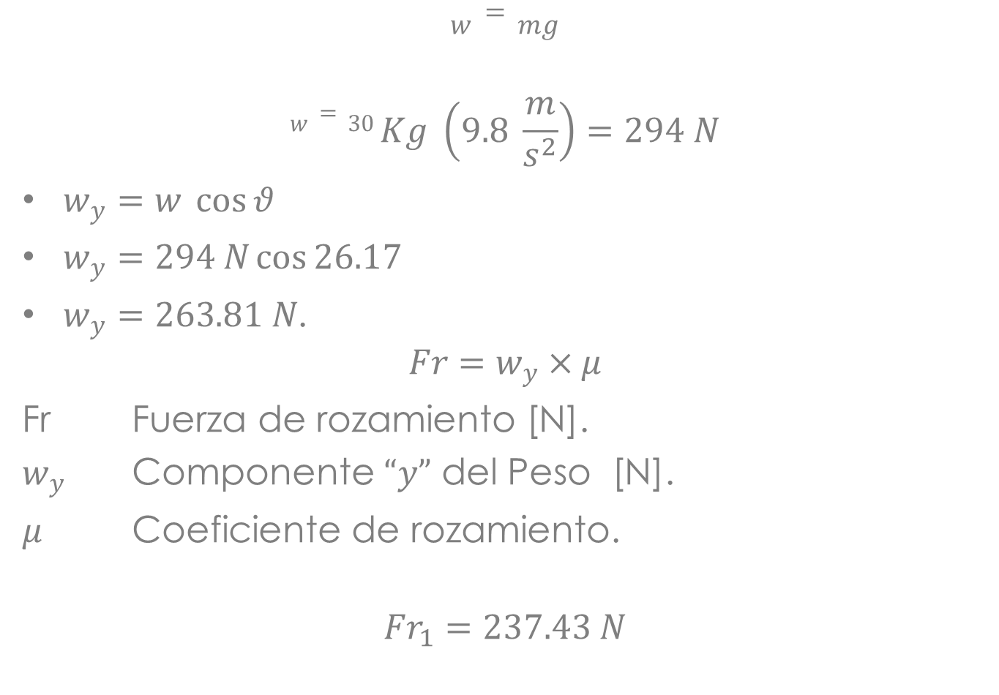 w = mg
w = 30 Kg (9.8 m/s²) = 294 N
• w_y = w cos ϑ
• w_y = 294 N cos 26.17
• w_y = 263.81 N.
Fr = w_y × μ
Fr Fuerza de rozamiento [N].
w_y Componente “y” del Peso [N].
μ Coeficiente de rozamiento.
Fr₁ = 237.43 N